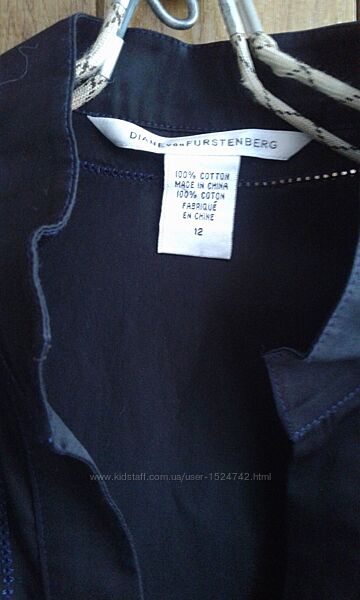 DIANE VON FURSTENBERG
100% COTTON
MADE IN CHINA
100% COTON
FABRIQUÉ
EN CHINE
12
www.kidstaff.com.ua/user-1524742.html